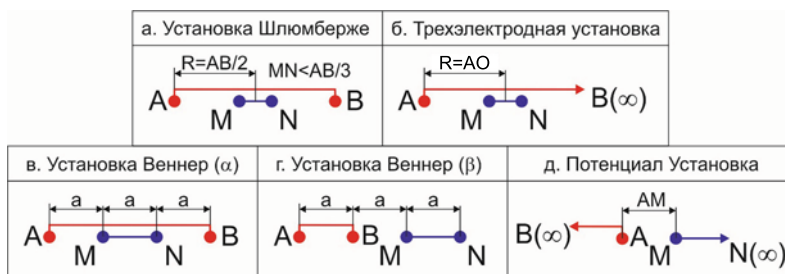 а. Установка Шлюмберже
б. Трехэлектродная установка
R=AB/2
MN<AB/3
A
M
N
B
R=AO
A
M
N
B(∞)
в. Установка Веннер (α)
г. Установка Веннер (β)
д. Потенциал Установка
a a a
A
M
N
B
a a a
A
B
M
N
AM
B(∞)
A
M
N(∞)